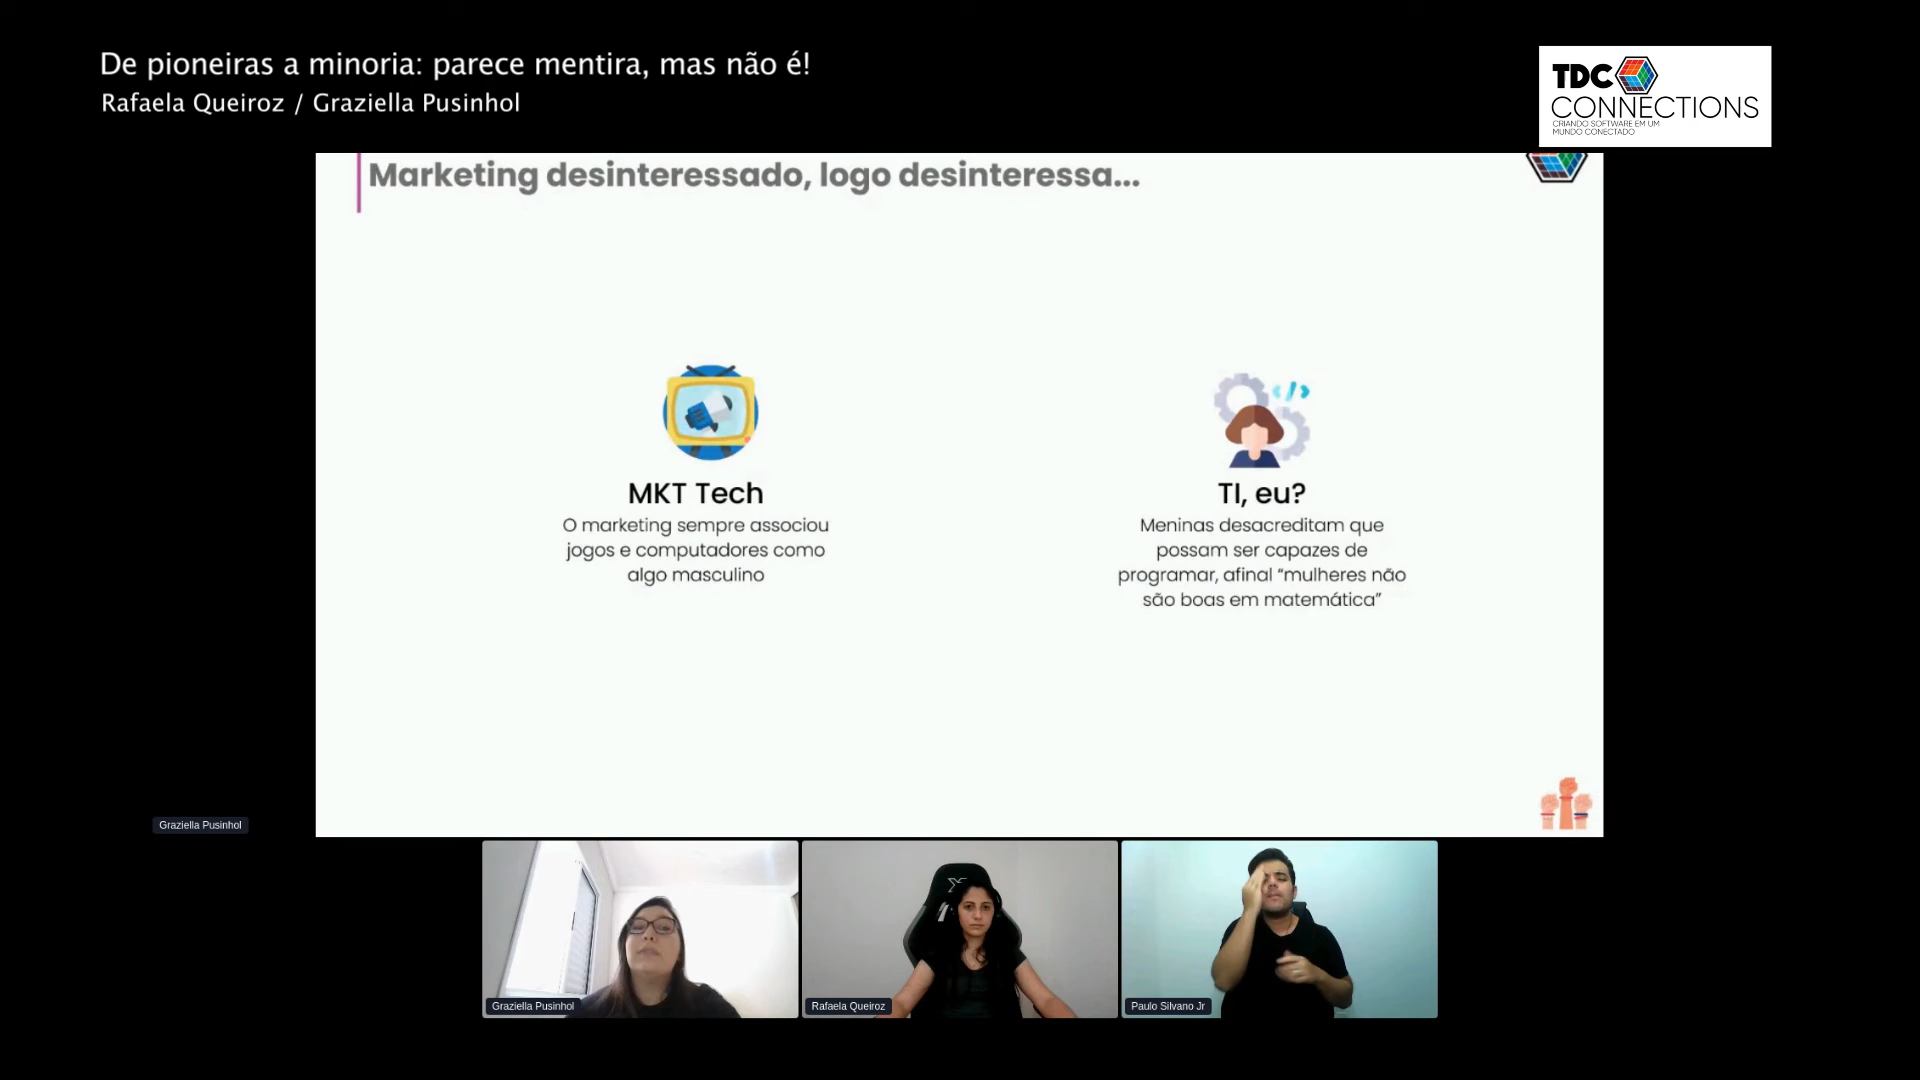 De pioneiras a minoria: parece mentira, mas não é!
Rafaela Queiroz / Graziella Pusinhol
TDC
CONNECTIONS
CRIANDO SOFTWARE EM UM
MUNDO CONECTADO
Marketing desinteressado, logo desinteressa...
MKT Tech
O marketing sempre associou
jogos e computadores como
algo masculino
TI, eu?
Meninas desacreditam que
possam ser capazes de
programar, afinal “mulheres não
são boas em matemática”
Graziella Pusinhol
Graziella Pusinhol
Rafaela Queiroz
Paulo Silvano Jr